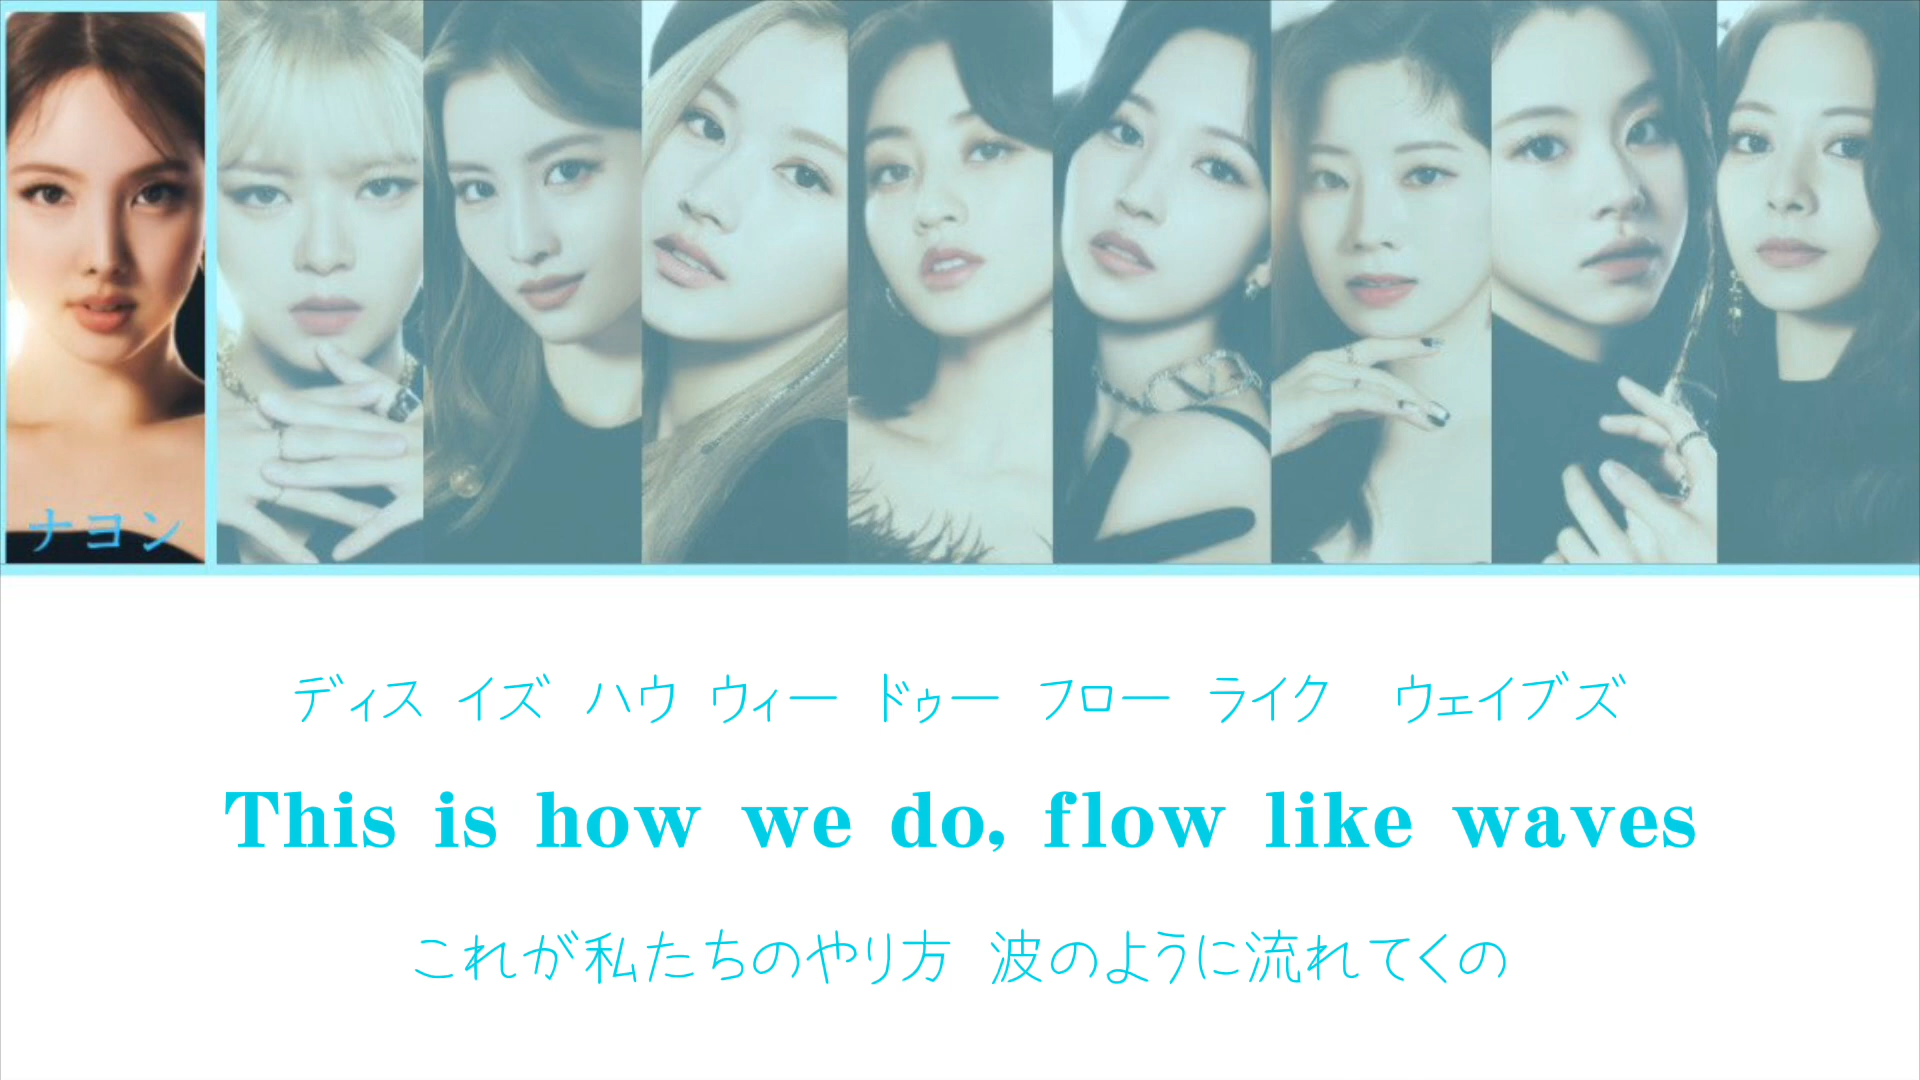 ナヨン
ディス イズ ハウ ウィー ドゥー フロー ライク　ウェイブズ
This is how we do, flow like waves
これが私たちのやり方 波のように流れてくの